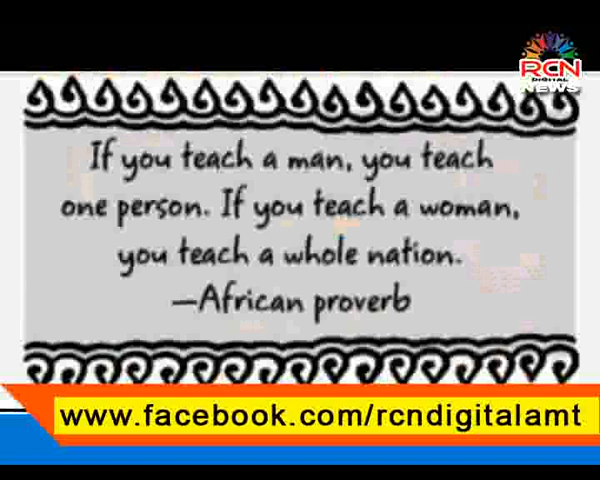 RCN
DIGITAL
NEWS
If you teach a man, you teach
one person. If you teach a woman,
you teach a whole nation.
—African proverb
www.facebook.com/rcndigitalamt